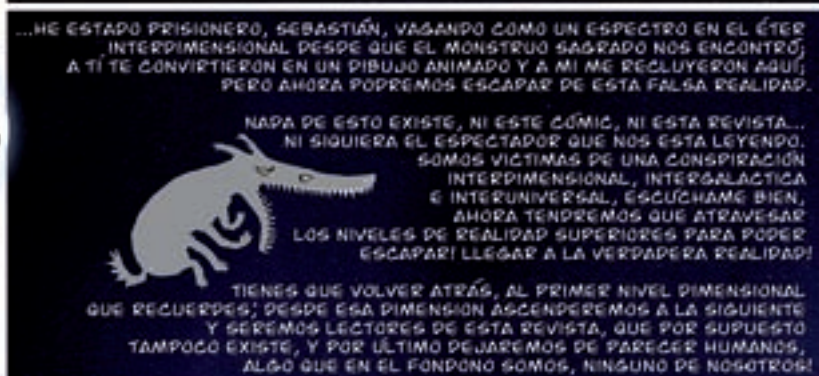 ...HE ESTADO PRISIONERO, SEBASTIÁN, VAGANDO COMO UN ESPECTRO EN EL ÉTER
INTERDIMENSIONAL DESDE QUE EL MONSTRUO SAGRADO NOS ENCONTRÓ;
A TÍ TE CONVIRTIERON EN UN DIBUJO ANIMADO Y A MI ME RECLUYERON AQUÍ;
PERO AHORA PODREMOS ESCAPAR DE ESTA FALSA REALIDAD.
NADA DE ESTO EXISTE, NI ESTE CÓMIC, NI ESTA REVISTA...
NI SIQUIERA EL ESPECTADOR QUE NOS ESTA LEYENDO.
SOMOS VICTIMAS DE UNA CONSPIRACIÓN
INTERDIMENSIONAL, INTERGALACTICA
E INTERUNIVERSAL, ESCÚCHAME BIEN,
AHORA TENDREMOS QUE ATRAVESAR
LOS NIVELES DE REALIDAD SUPERIORES PARA PODER
ESCAPAR! LLEGAR A LA VERDADERA REALIDAD!
TIENES QUE VOLVER ATRÁS, AL PRIMER NIVEL DIMENSIONAL
QUE RECUERDES; DESDE ESA DIMENSION ASCENDEREMOS A LA SIGUIENTE
Y SEREMOS LECTORES DE ESTA REVISTA, QUE POR SUPUESTO
TAMPOCO EXISTE, Y POR ÚLTIMO DEJAREMOS DE PARECER HUMANOS,
ALGO QUE EN EL FONDONO SOMOS, NINGUNO DE NOSOTROS!